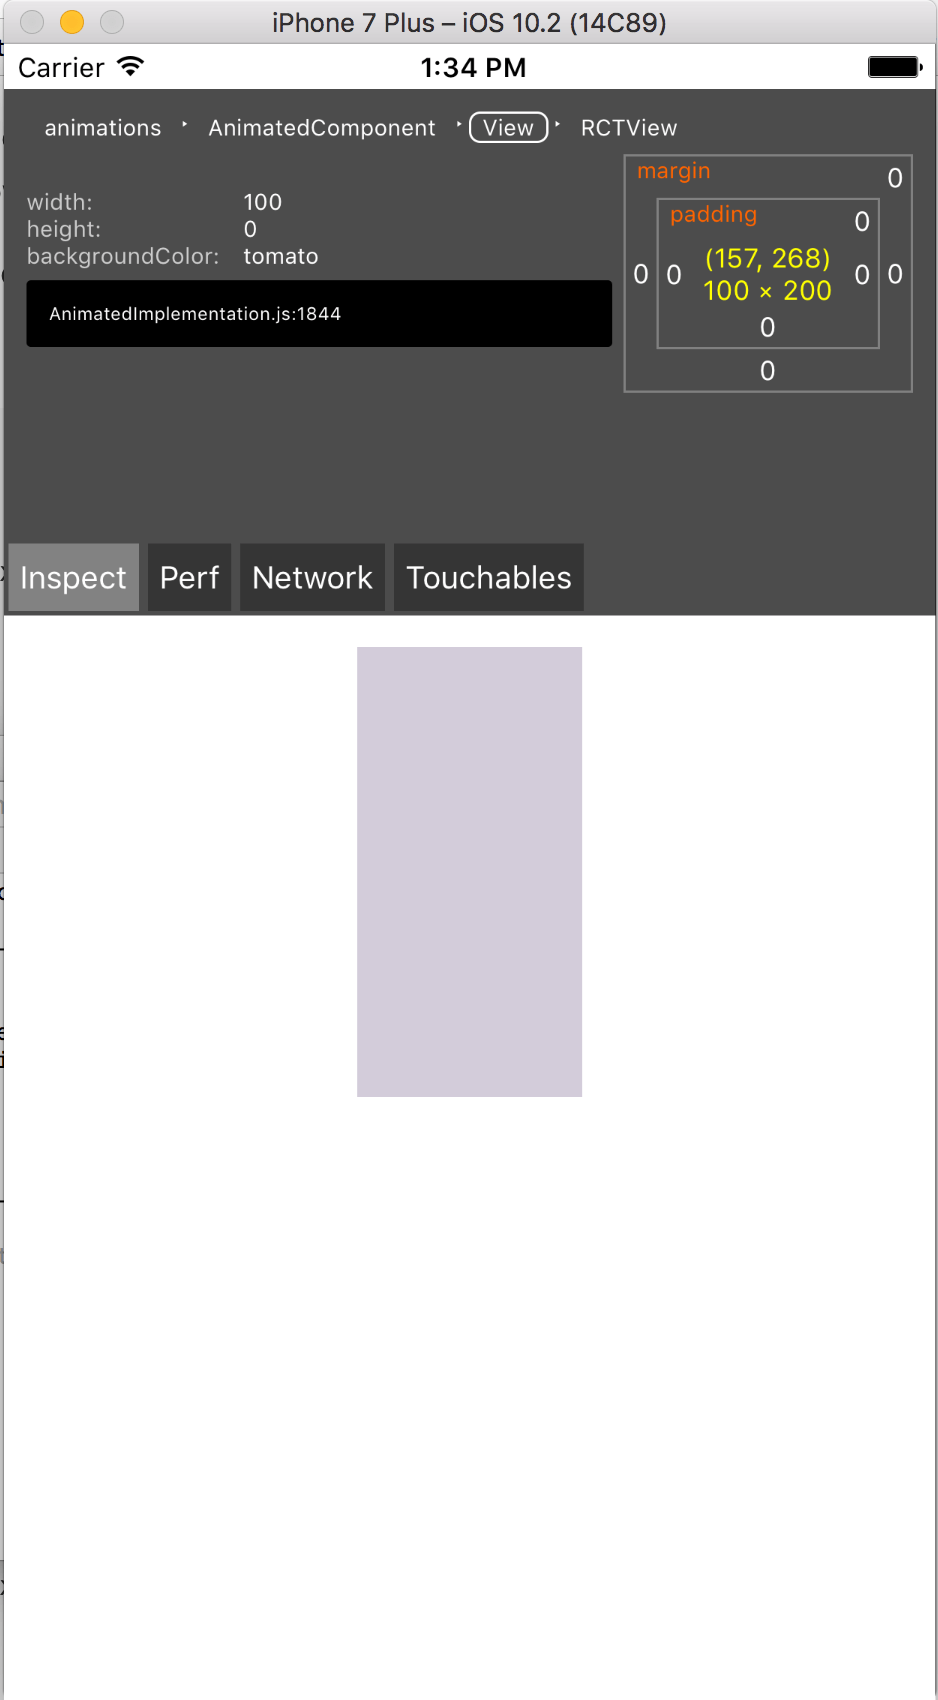 iPhone 7 Plus – iOS 10.2 (14C89)
Carrier 1:34 PM
animations ‣ AnimatedComponent ‣ View ‣ RCTView
margin 0
padding 0
width: 100
height: 0
backgroundColor: tomato
0 0 (157, 268) 0 0
100 × 200
0
0
AnimatedImplementation.js:1844
Inspect Perf Network Touchables